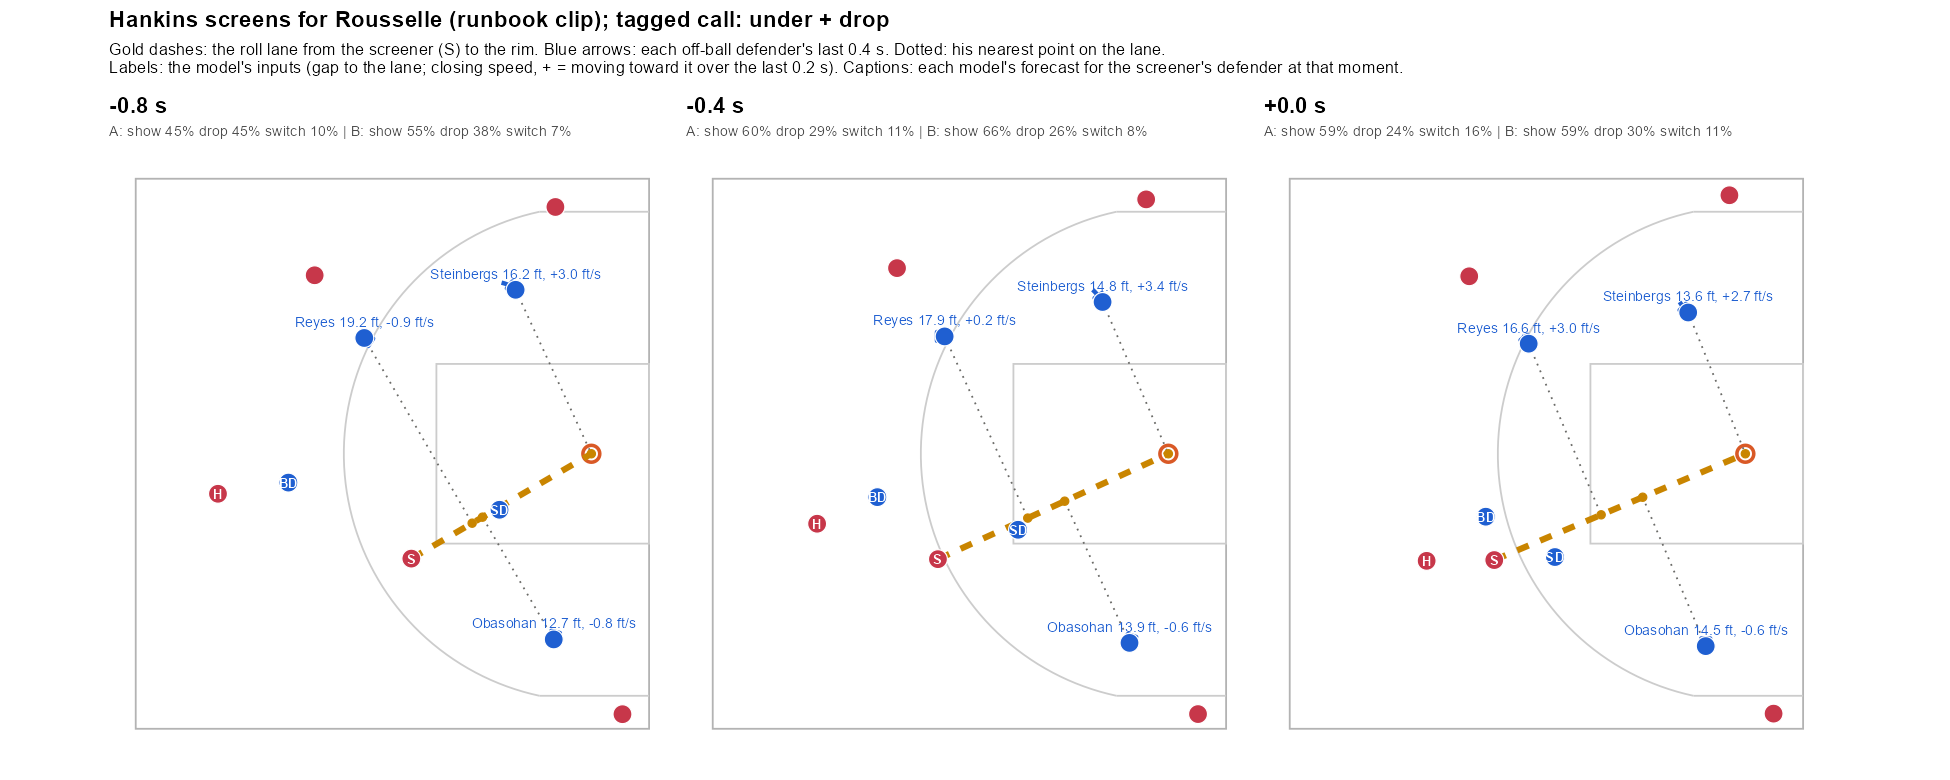 Hankins screens for Rousselle (runbook clip); tagged call: under + drop
Gold dashes: the roll lane from the screener (S) to the rim. Blue arrows: each off-ball defender's last 0.4 s. Dotted: his nearest point on the lane.
Labels: the model's inputs (gap to the lane; closing speed, + = moving toward it over the last 0.2 s). Captions: each model's forecast for the screener's defender at that moment.
-0.8 s
A: show 45% drop 45% switch 10% | B: show 55% drop 38% switch 7%
Steinbergs 16.2 ft, +3.0 ft/s
Reyes 19.2 ft, -0.9 ft/s
BD
H
SD
S
Obasohan 12.7 ft, -0.8 ft/s
-0.4 s
A: show 60% drop 29% switch 11% | B: show 66% drop 26% switch 8%
Steinbergs 14.8 ft, +3.4 ft/s
Reyes 17.9 ft, +0.2 ft/s
BD
H
SD
S
Obasohan 13.9 ft, -0.6 ft/s
+0.0 s
A: show 59% drop 24% switch 16% | B: show 59% drop 30% switch 11%
Steinbergs 13.6 ft, +2.7 ft/s
Reyes 16.6 ft, +3.0 ft/s
BD
H
S
SD
Obasohan 14.5 ft, -0.6 ft/s